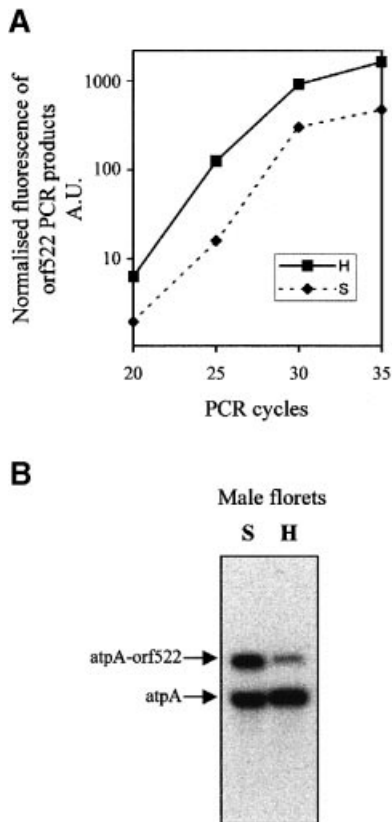 A
Normalised fluorescence of
orf522 PCR products
A.U.
1000
100
10
H
S
20 25 30 35
PCR cycles
B
Male florets
S H
atpA-orf522
atpA